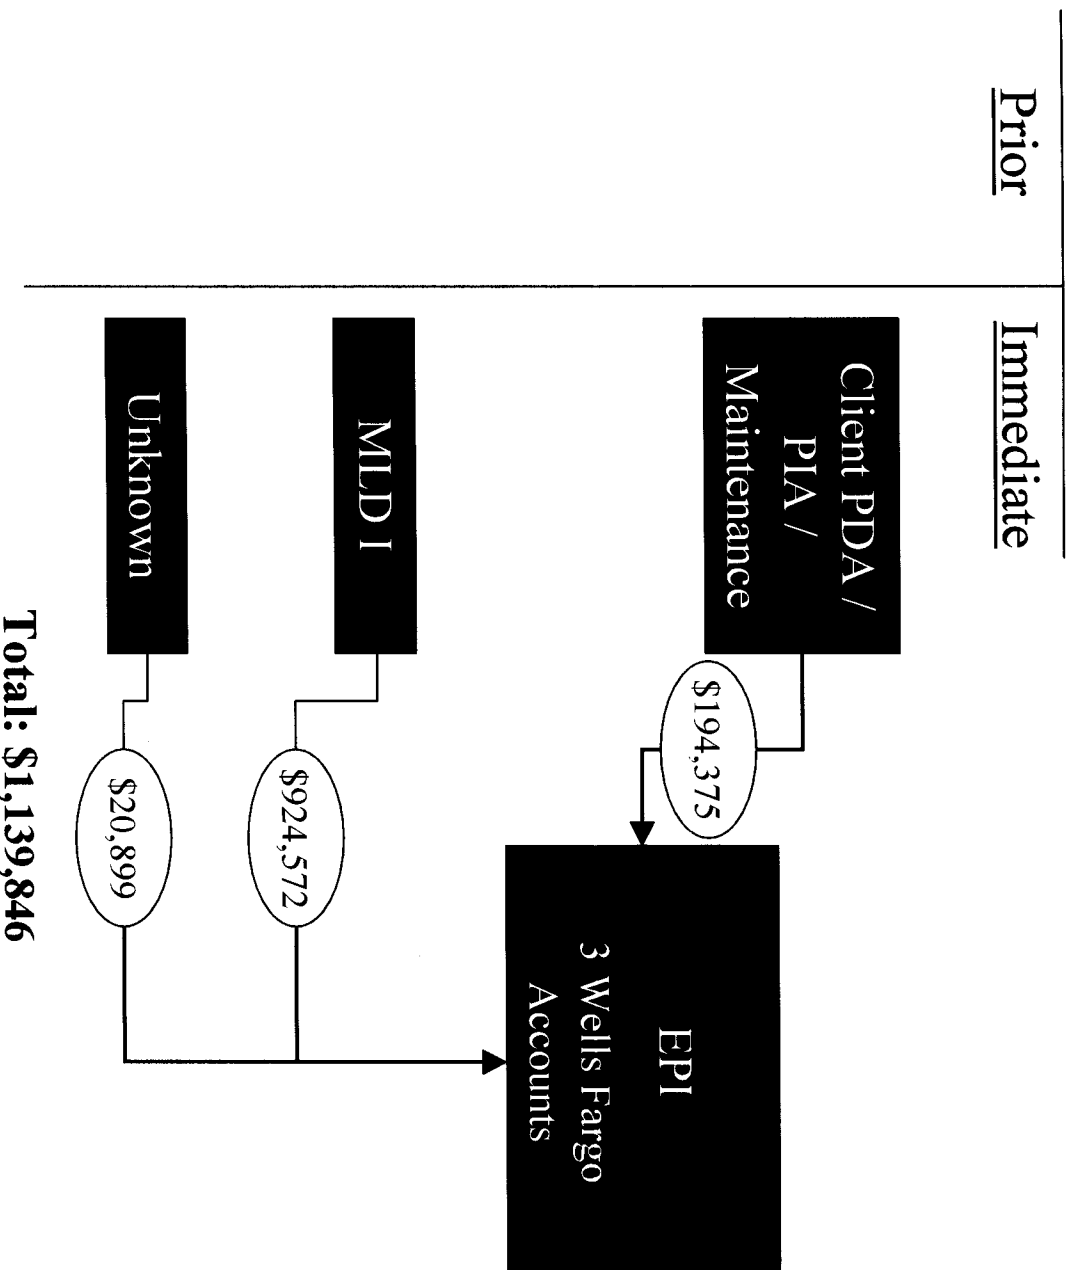 Prior
Immediate
Client PDA /
PIA /
Maintenance
$194,375
EPI
3 Wells Fargo
Accounts
MLD I
$924,572
Unknown
$20,899
Total: $1,139,846